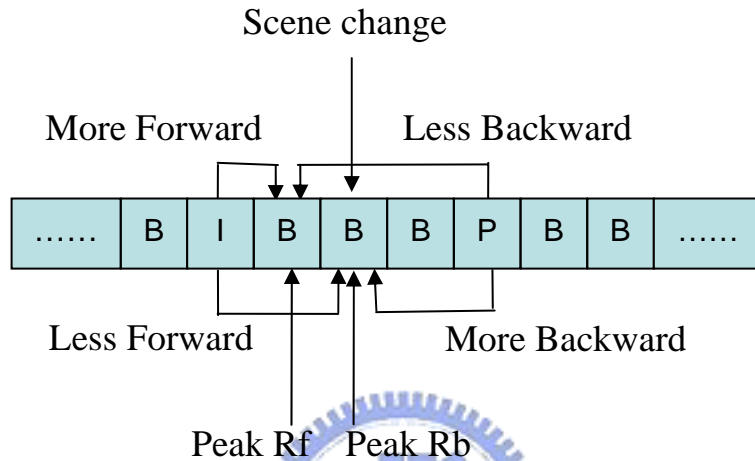 Scene change
More Forward Less Backward
...... B I B B B P B B ......
Less Forward More Backward
Peak Rf Peak Rb